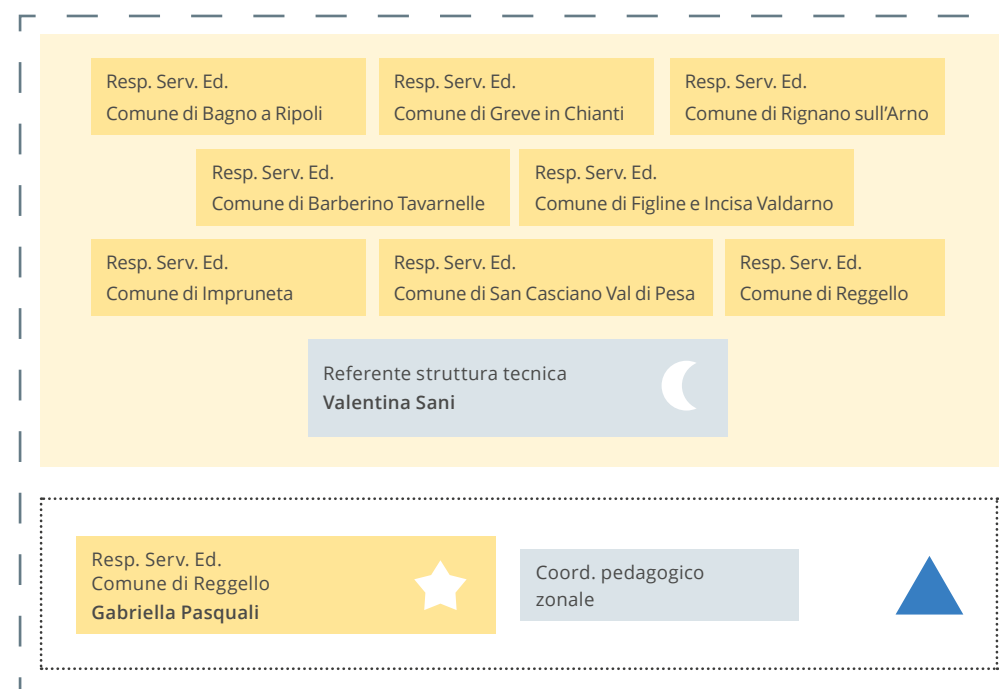 Resp. Serv. Ed.
Comune di Bagno a Ripoli
Resp. Serv. Ed.
Comune di Greve in Chianti
Resp. Serv. Ed.
Comune di Rignano sull’Arno
Resp. Serv. Ed.
Comune di Barberino Tavarnelle
Resp. Serv. Ed.
Comune di Figline e Incisa Valdarno
Resp. Serv. Ed.
Comune di Impruneta
Resp. Serv. Ed.
Comune di San Casciano Val di Pesa
Resp. Serv. Ed.
Comune di Reggello
Referente struttura tecnica
Valentina Sani
Resp. Serv. Ed.
Comune di Reggello
Gabriella Pasquali
Coord. pedagogico
zonale